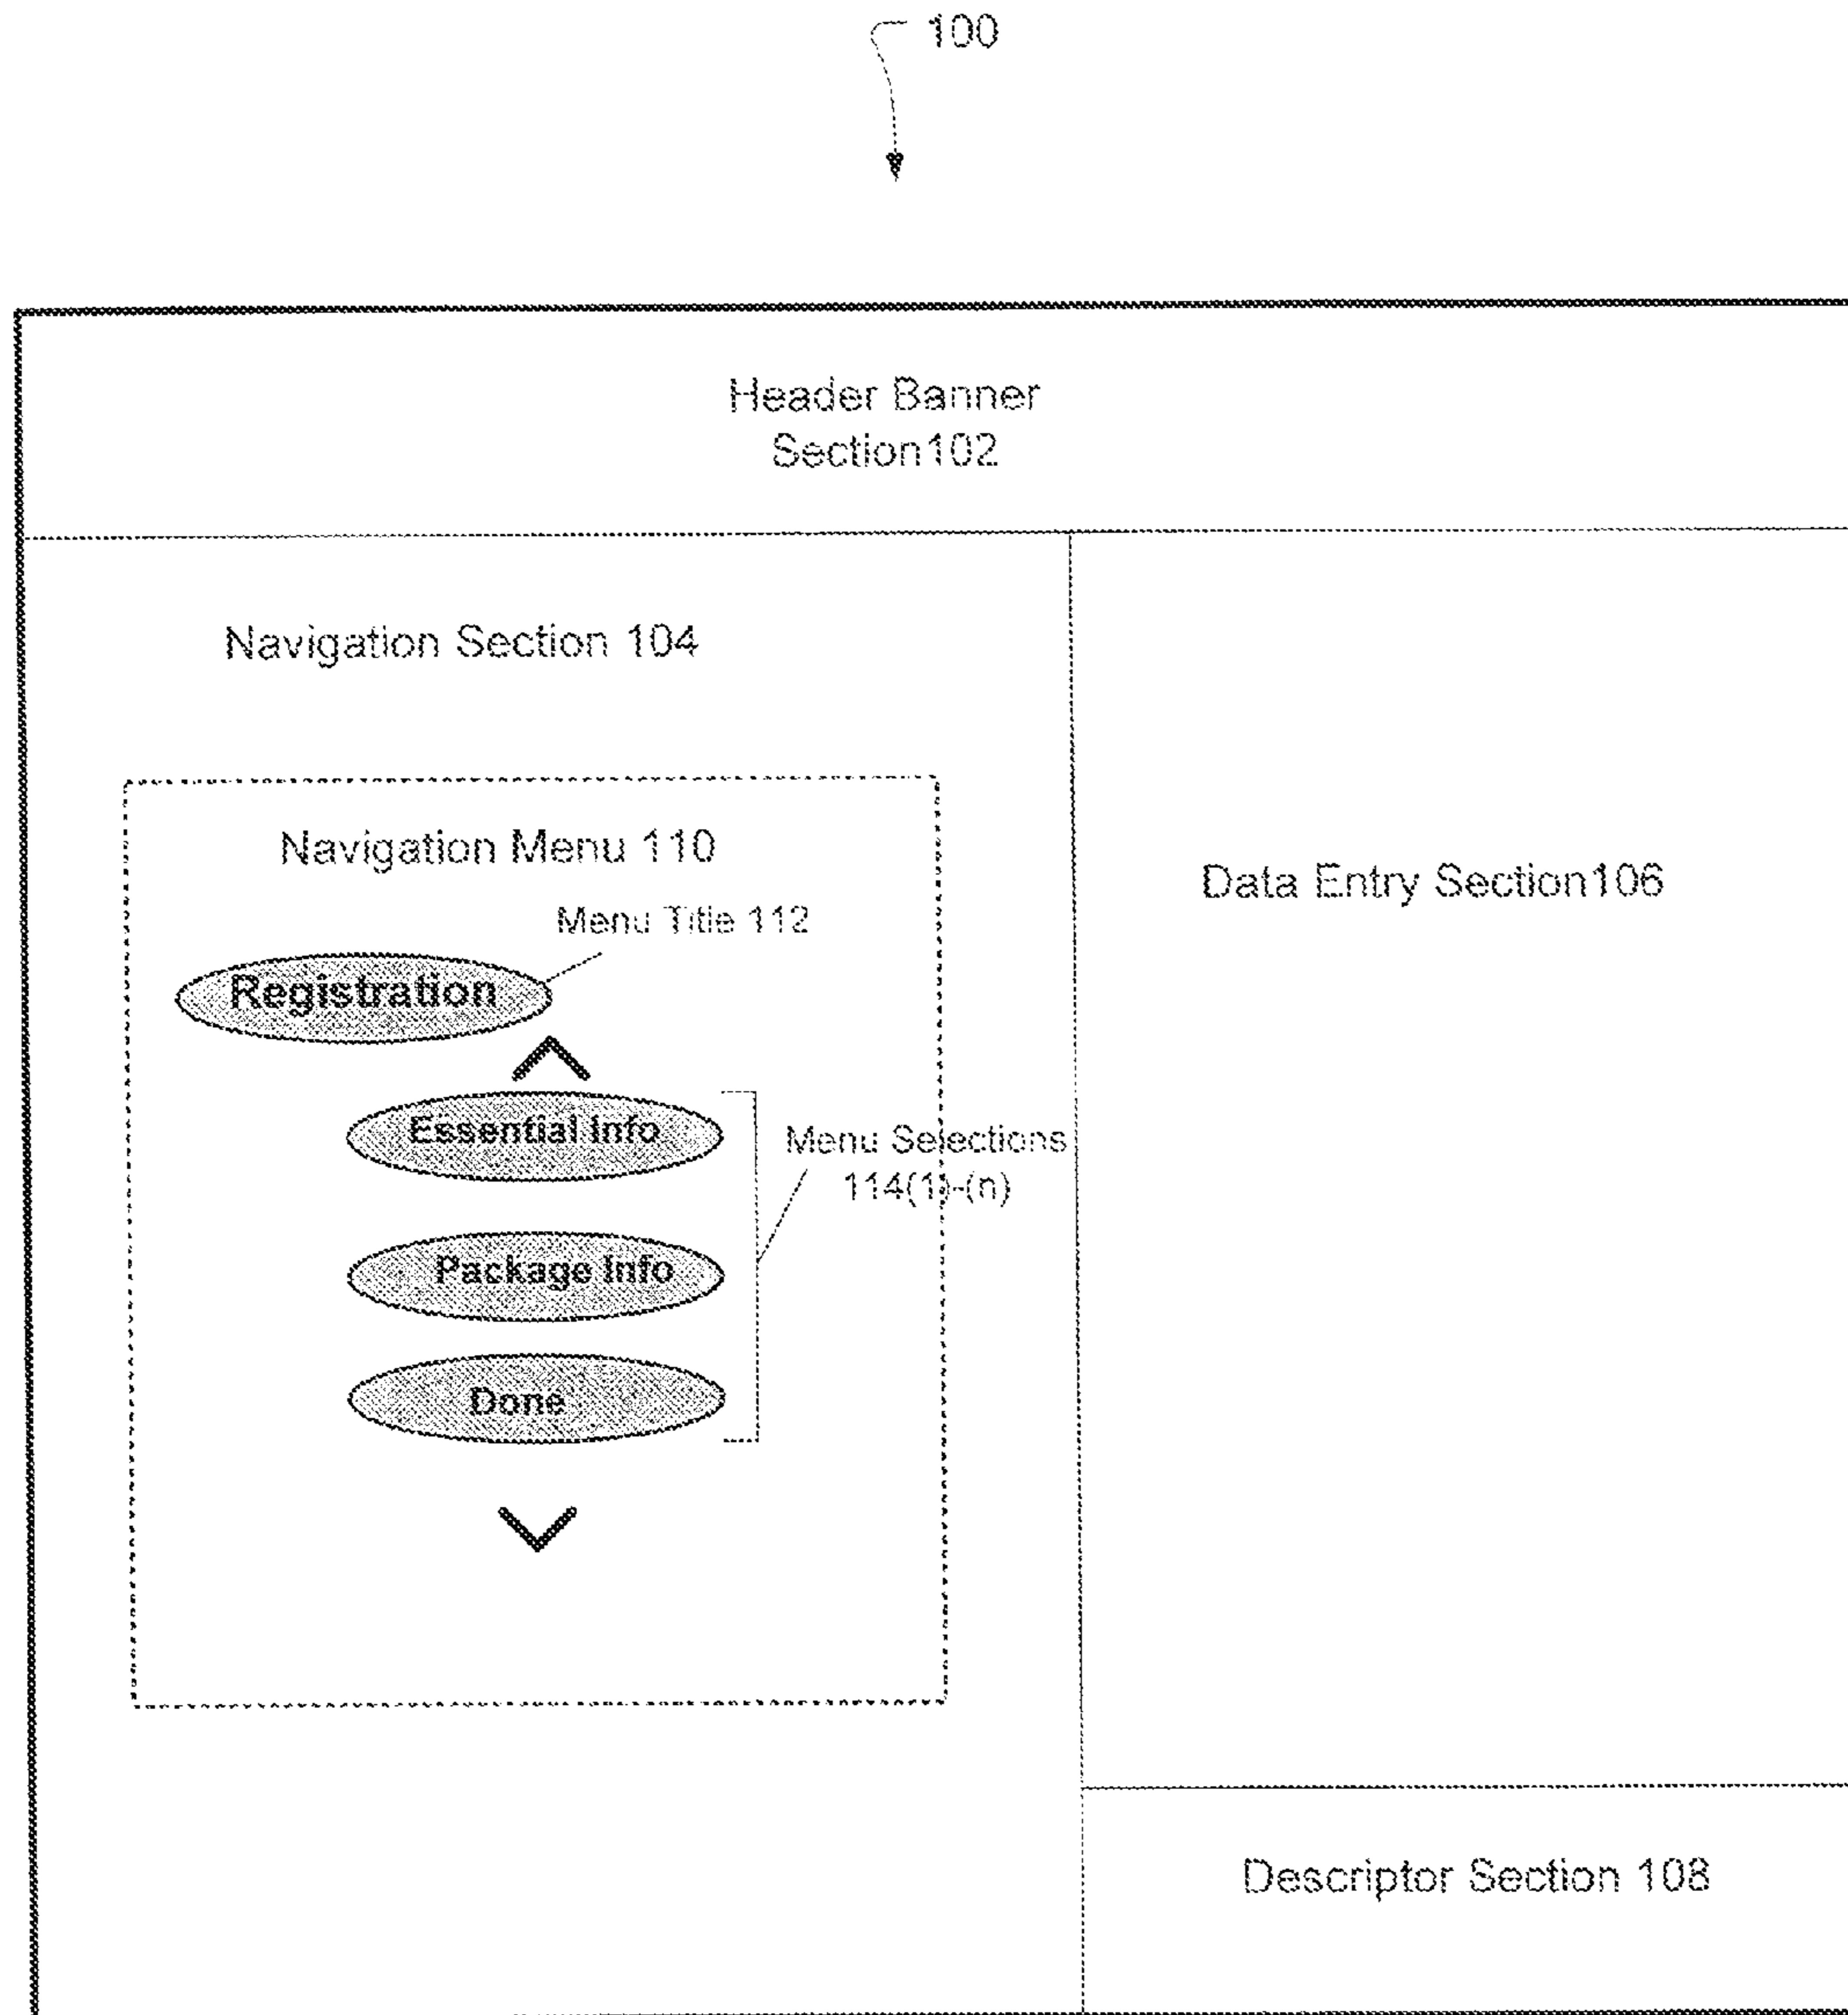 100
Header Banner
Section102
Navigation Section 104
Navigation Menu 110
Menu Title 112
Registration
Essential Info
Menu Selections
114(1)-(n)
Package Info
Done
Data Entry Section106
Descriptor Section 108